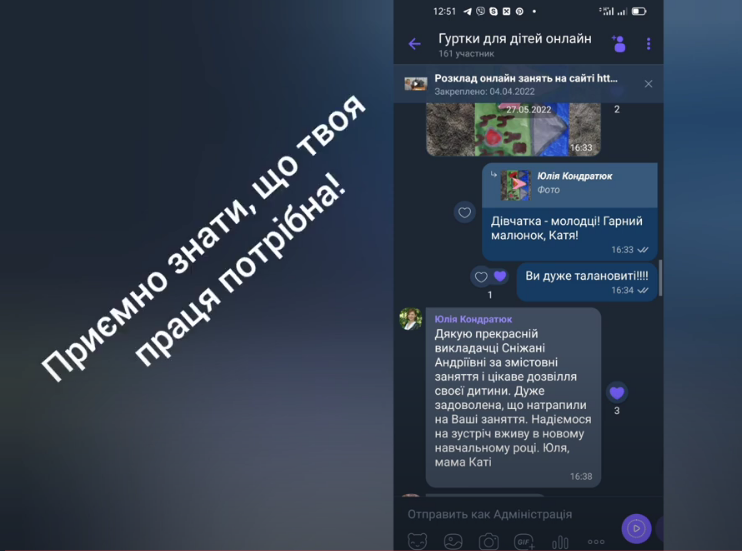 Приємно знати, що твоя
праця потрібна!
12:51
Гуртки для дітей онлайн
161 участник
Розклад онлайн занять на сайті htt...
Закреплено: 04.04.2022
27.05.2022
2
16:33
Юлія Кондратюк
Фото
Дівчатка - молодці! Гарний
малюнок, Катя!
16:33
Ви дуже талановиті!!!!
16:34
1
Юлія Кондратюк
Дякую прекрасній
викладачці Сніжані
Андріївні за змістовні
заняття і цікаве дозвілля
своєї дитини. Дуже
задоволена, що натрапили
на Ваші заняття. Надіємося
на зустріч вживу в новому
навчальному році. Юля,
мама Каті
3
16:38
Отправить как Адміністрація
GIF